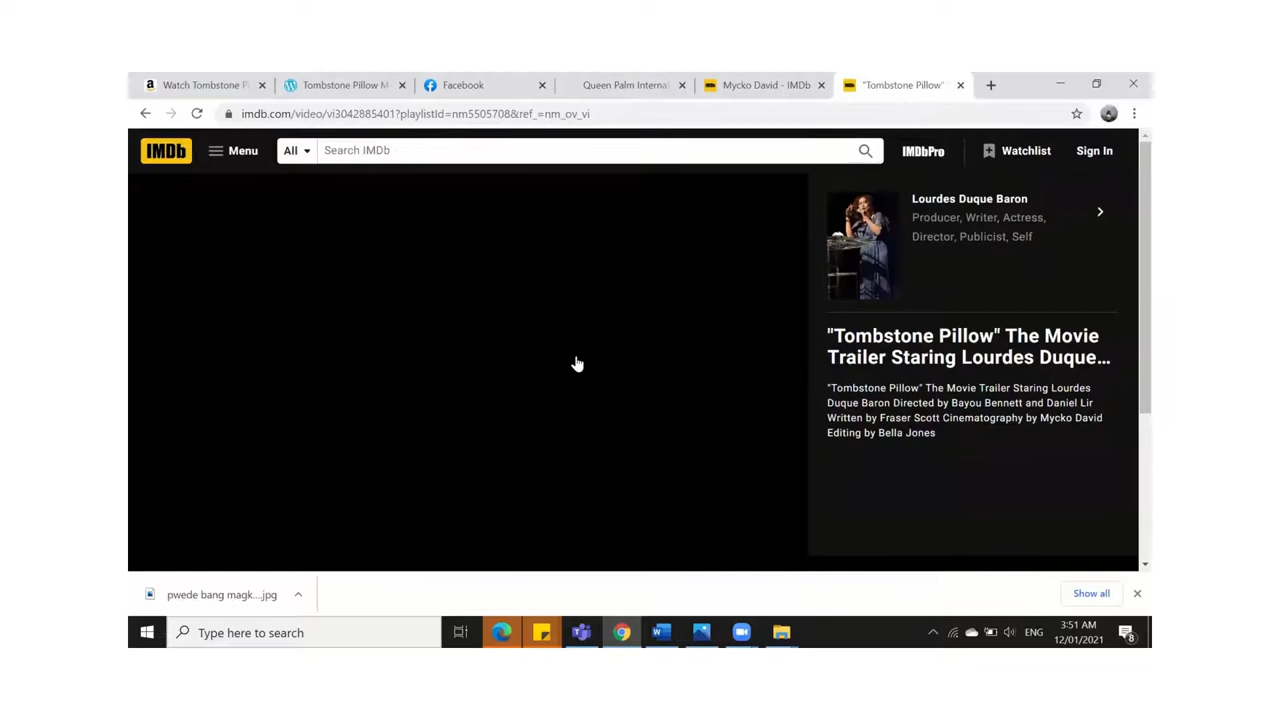 Watch Tombstone Pi
Tombstone Pillow M
Facebook
Queen Palm Interna
Mycko David - IMDb
"Tombstone Pillow"
imdb.com/video/vi3042885401?playlistId=nm5505708&ref_=nm_ov_vi
IMDb
Menu
All
Search IMDb
IMDbPro
Watchlist
Sign In
Lourdes Duque Baron
Producer, Writer, Actress,
Director, Publicist, Self
"Tombstone Pillow" The Movie
Trailer Staring Lourdes Duque...
"Tombstone Pillow" The Movie Trailer Staring Lourdes
Duque Baron Directed by Bayou Bennett and Daniel Lir
Written by Fraser Scott Cinematography by Mycko David
Editing by Bella Jones
pwede bang magk....jpg
Show all
Type here to search
ENG
3:51 AM
12/01/2021
8